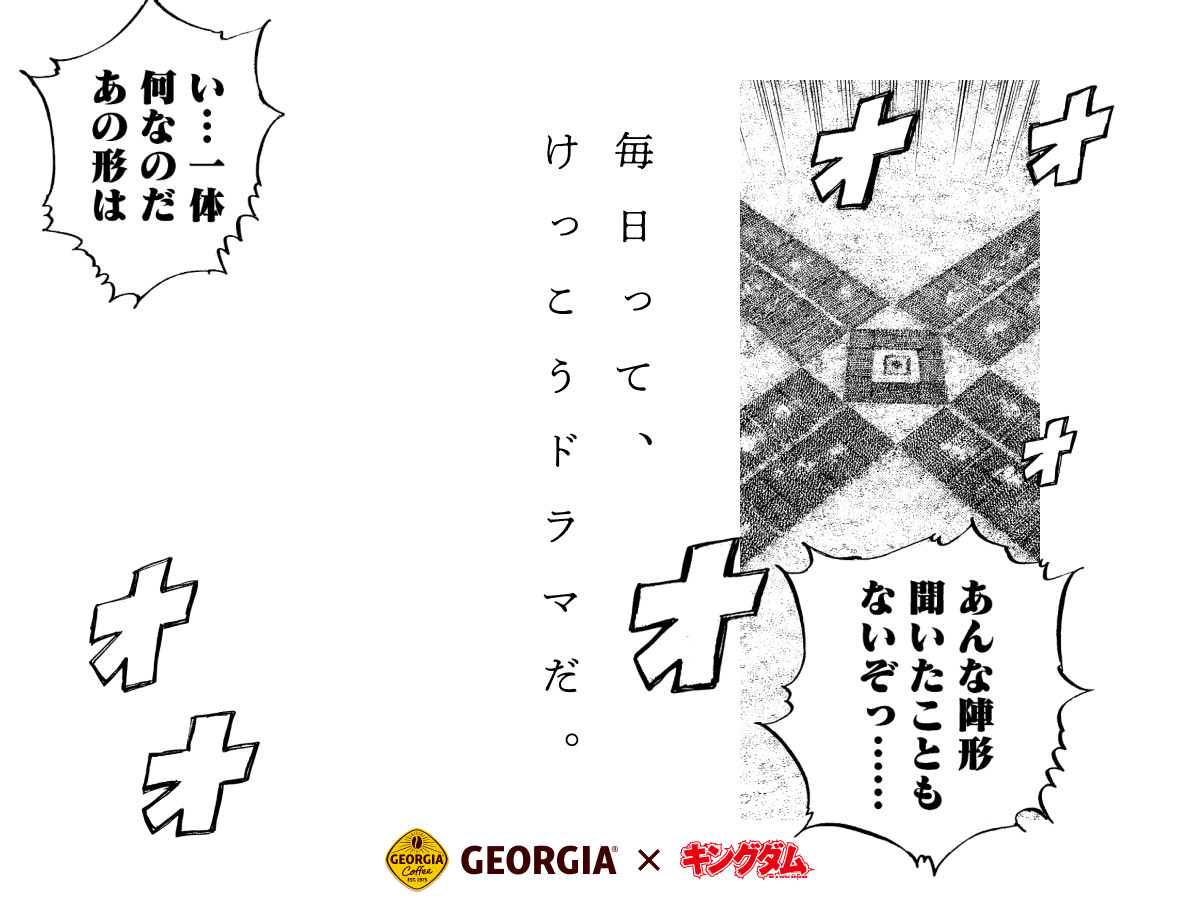 オ
オ
オ
あんな陣形
聞いたことも
ないぞっ………
オ
毎日って、
けっこうドラマだ。
い…一体
何なのだ
あの形は
オ
オ
GEORGIA
Coffee
EST. 1975
GEORGIA® × キングダム